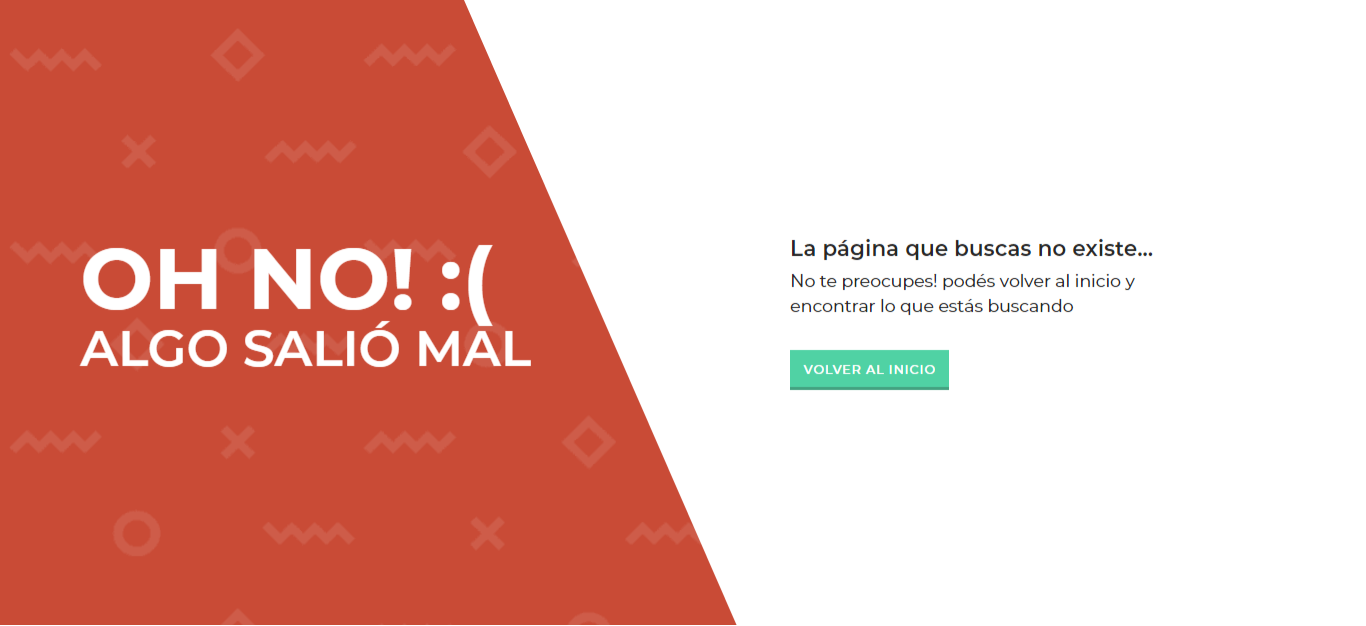 OH NO! :(
ALGO SALIÓ MAL
La página que buscas no existe...
No te preocupes! podés volver al inicio y
encontrar lo que estás buscando
VOLVER AL INICIO